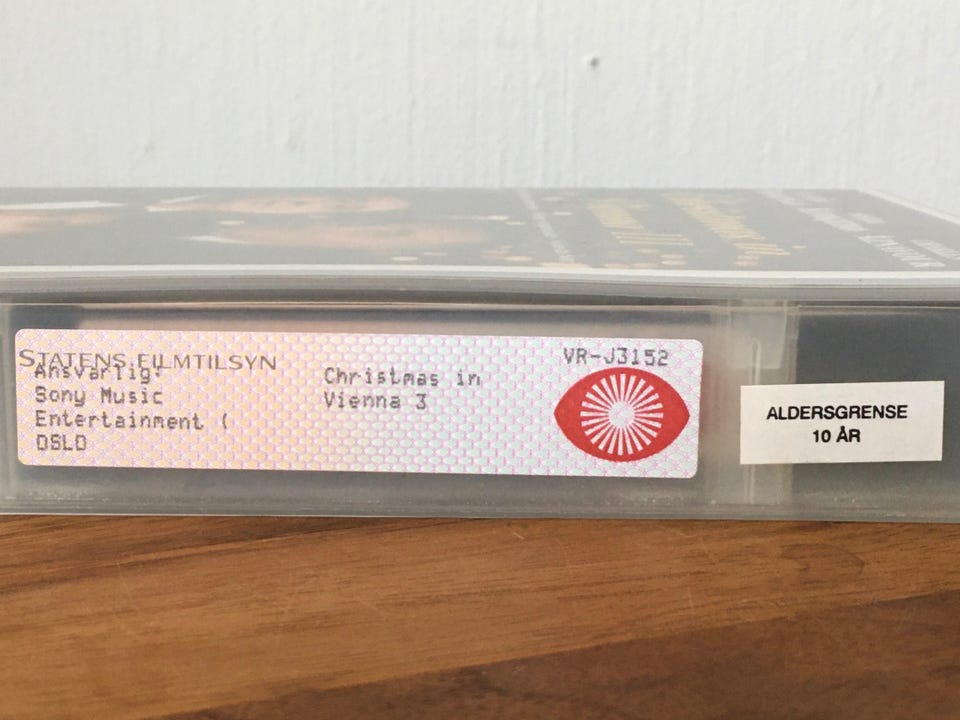 STATENS FILMTILSYN
Ansvarlig:
Sony Music
Entertainment (
OSLO
Christmas in
Vienna 3
VR-J3152
ALDERSGRENSE
10 ÅR